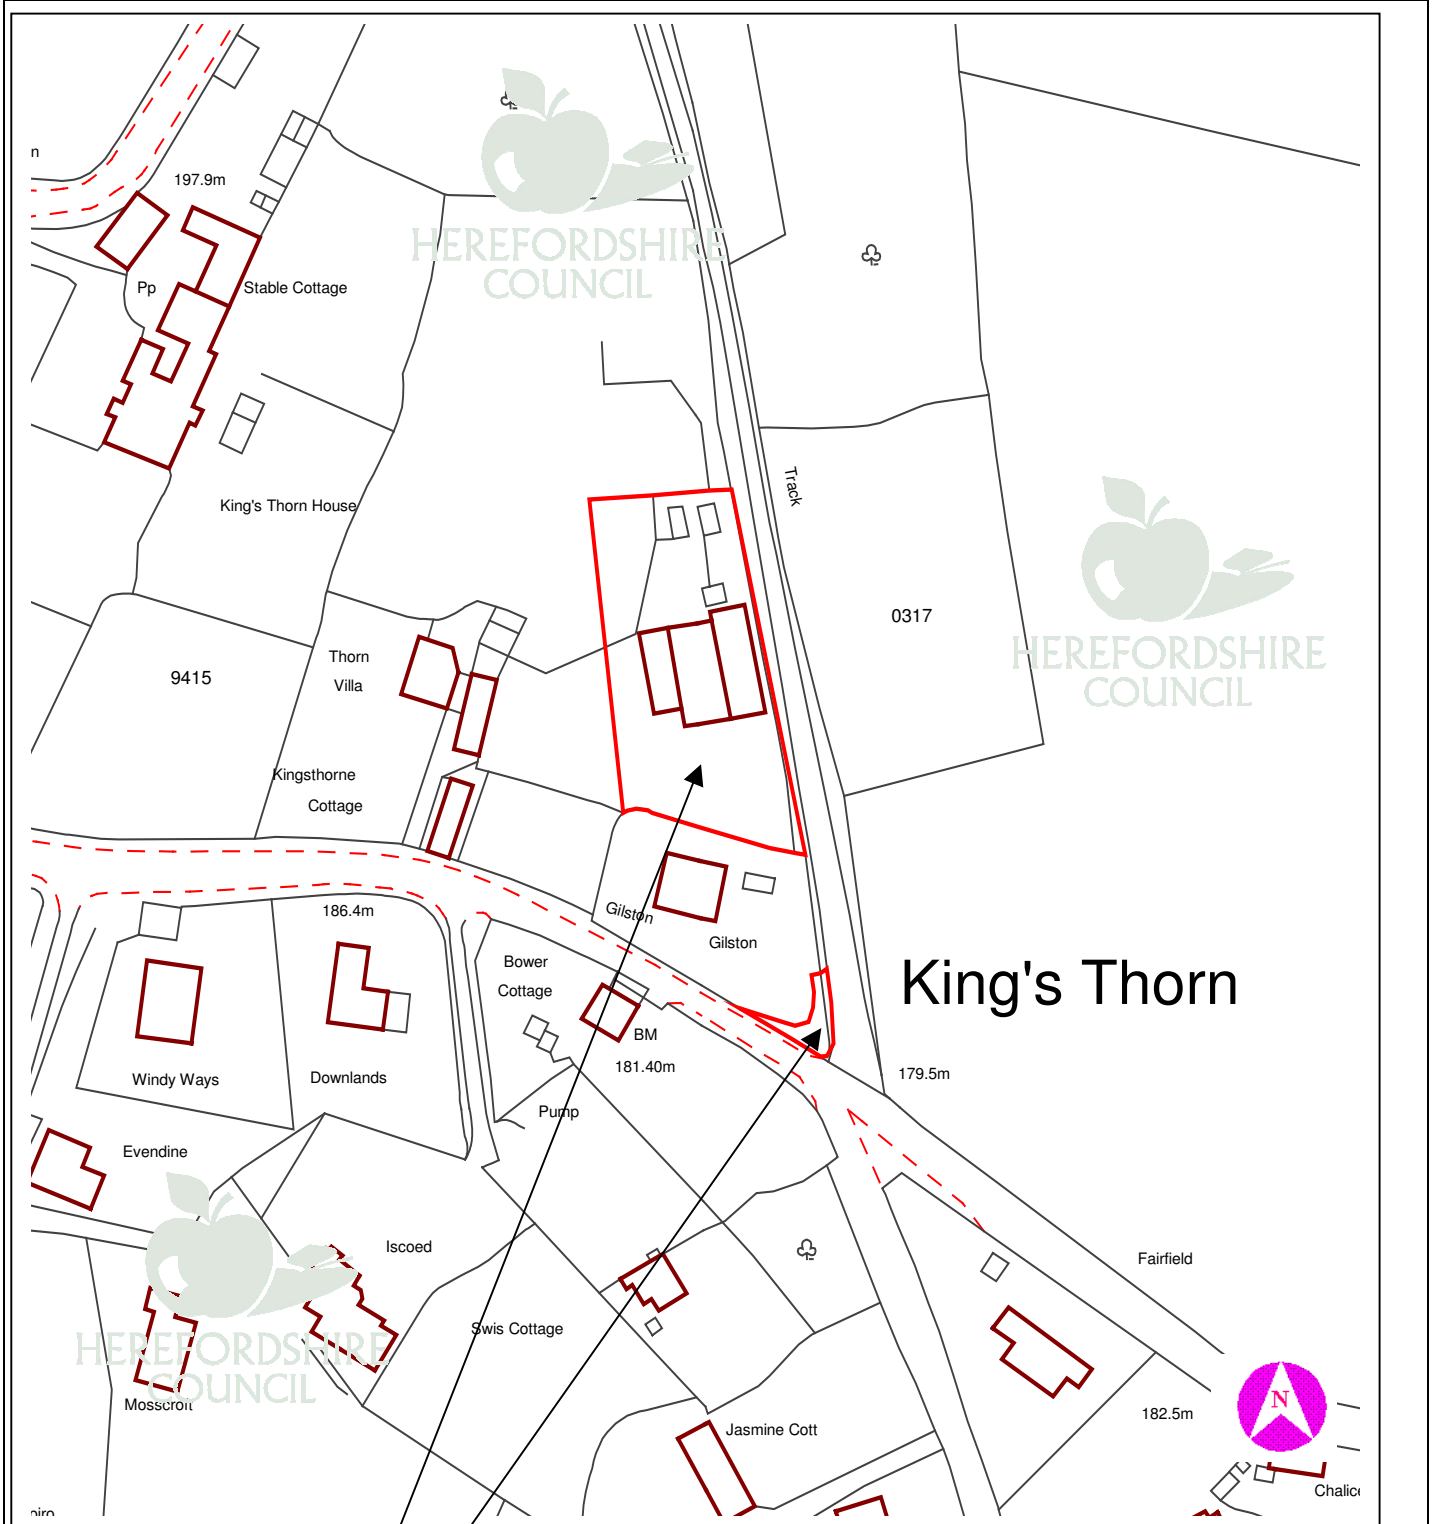 n
197.9m
HEREFORDSHIRE
COUNCIL
Pp
Stable Cottage
Track
King's Thorn House
0317
HEREFORDSHIRE
COUNCIL
Thorn
Villa
9415
Kingsthorne
Cottage
186.4m
Gilston
Gilston
Bower
Cottage
King's Thorn
BM
181.40m
179.5m
Windy Ways
Downlands
Pump
Evendine
Iscoed
Fairfield
Swis Cottage
HEREFORDSHIRE
COUNCIL
Mosscroft
N
182.5m
Jasmine Cott
Chalice